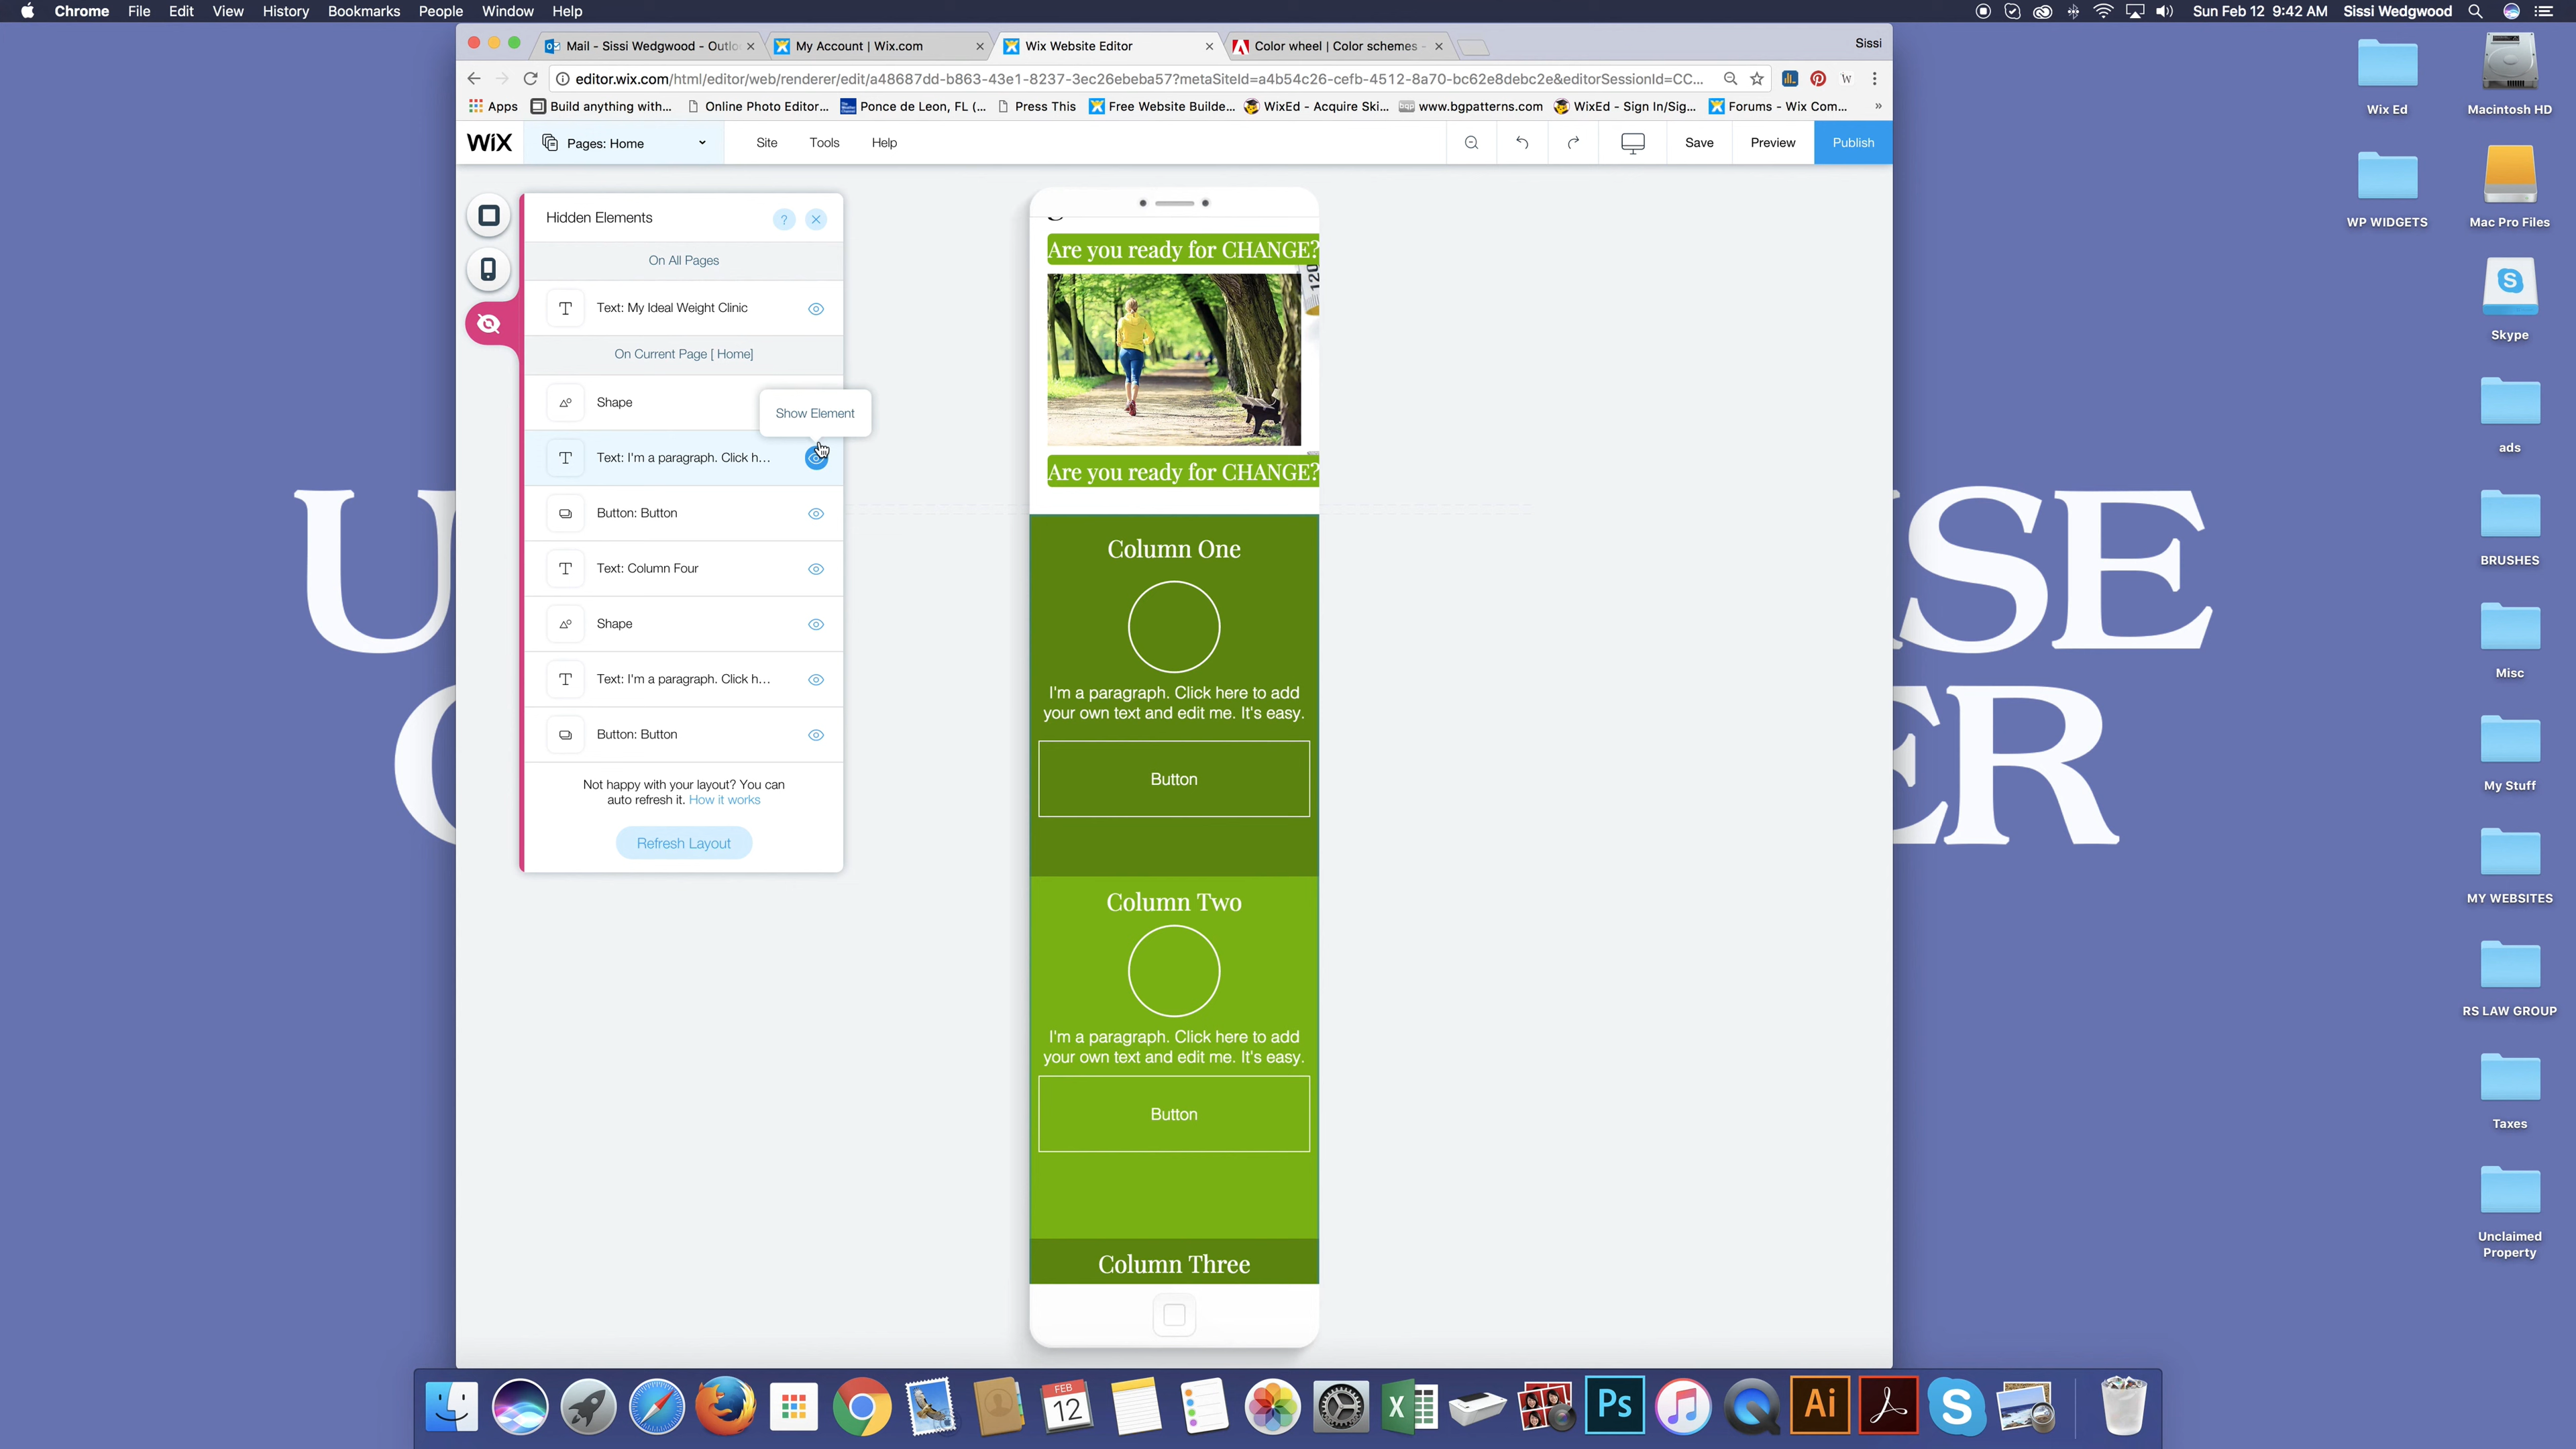 Chrome File Edit View History Bookmarks People Window Help
Sun Feb 12 9:42 AM Sissi Wedgwood
Mail - Sissi Wedgwood - Outlo
My Account | Wix.com
Wix Website Editor
Color wheel | Color schemes -
Sissi
editor.wix.com/html/editor/web/renderer/edit/a48687dd-b863-43e1-8237-3ec26ebeba57?metaSiteId=a4b54c26-cefb-4512-8a70-bc62e8debc2e&editorSessionId=CC...
Apps
Build anything with...
Online Photo Editor...
Ponce de Leon, FL (...
Press This
Free Website Builde...
WixEd - Acquire Ski...
www.bgpatterns.com
WixEd - Sign In/Sig...
Forums - Wix Com...
WiX
Pages: Home
Site Tools Help
Save Preview Publish
Hidden Elements
?
On All Pages
Text: My Ideal Weight Clinic
On Current Page [ Home]
Shape
Show Element
Text: I'm a paragraph. Click h...
Button: Button
Text: Column Four
Shape
Text: I'm a paragraph. Click h...
Button: Button
Not happy with your layout? You can
auto refresh it. How it works
Refresh Layout
Are you ready for CHANGE?
120
Are you ready for CHANGE?
Column One
I'm a paragraph. Click here to add
your own text and edit me. It's easy.
Button
Column Two
I'm a paragraph. Click here to add
your own text and edit me. It's easy.
Button
Column Three
Wix Ed
Macintosh HD
WP WIDGETS
Mac Pro Files
Skype
ads
BRUSHES
Misc
My Stuff
MY WEBSITES
RS LAW GROUP
Taxes
Unclaimed
Property
U SE
ER
FEB
12
Ps
Ai